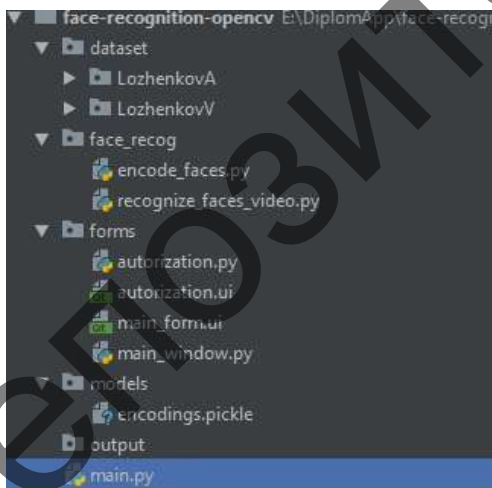 face-recognition-opencv E:\DiplomApp\face-recogn
dataset
LozhenkovA
LozhenkovV
face_recog
encode_faces.py
recognize_faces_video.py
forms
autorization.py
autorization.ui
main_form.ui
main_window.py
models
encodings.pickle
output
main.py